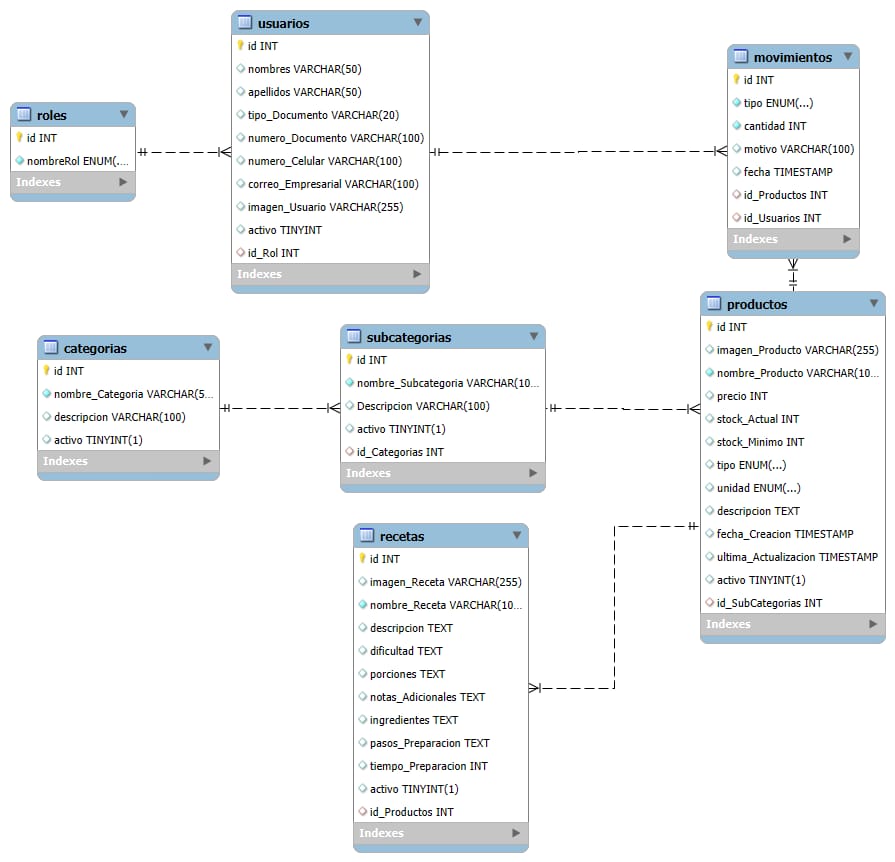 roles
id INT
nombreRol ENUM(....
Indexes
usuarios
id INT
nombres VARCHAR(50)
apellidos VARCHAR(50)
tipo_Documento VARCHAR(20)
numero_Documento VARCHAR(100)
numero_Celular VARCHAR(100)
correo_Empresarial VARCHAR(100)
imagen_Usuario VARCHAR(255)
activo TINYINT
id_Rol INT
Indexes
movimientos
id INT
tipo ENUM(...)
cantidad INT
motivo VARCHAR(100)
fecha TIMESTAMP
id_Productos INT
id_Usuarios INT
Indexes
categorias
id INT
nombre_Categoria VARCHAR(5...
descripcion VARCHAR(100)
activo TINYINT(1)
Indexes
subcategorias
id INT
nombre_Subcategoria VARCHAR(10...
Descripcion VARCHAR(100)
activo TINYINT(1)
id_Categorias INT
Indexes
productos
id INT
imagen_Producto VARCHAR(255)
nombre_Producto VARCHAR(10...
precio INT
stock_Actual INT
stock_Minimo INT
tipo ENUM(...)
unidad ENUM(...)
descripcion TEXT
fecha_Creacion TIMESTAMP
ultima_Actualizacion TIMESTAMP
activo TINYINT(1)
id_SubCategorias INT
Indexes
recetas
id INT
imagen_Receta VARCHAR(255)
nombre_Receta VARCHAR(10...
descripcion TEXT
dificultad TEXT
porciones TEXT
notas_Adicionales TEXT
ingredientes TEXT
pasos_Preparacion TEXT
tiempo_Preparacion INT
activo TINYINT(1)
id_Productos INT
Indexes